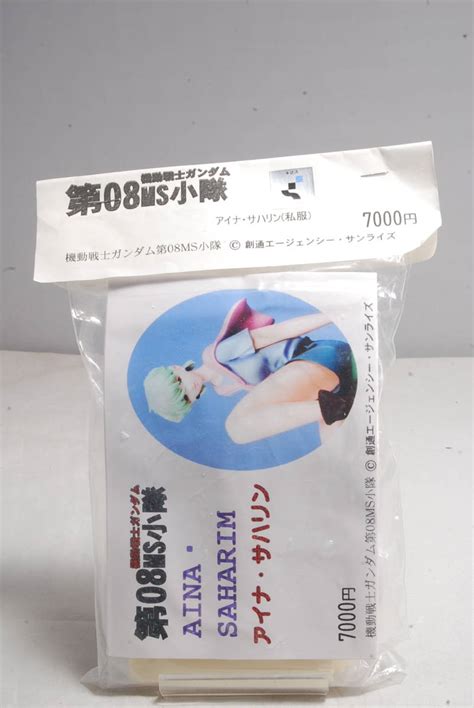 機動戦士ガンダム
第08MS小隊
アイナ・サハリン(私服)
7000円
機動戦士ガンダム第08MS小隊 © 創通エージェンシー・サンライズ
機動戦士ガンダム
第08MS小隊
AINA・
SAHARIM
アイナ・サハリン
7000円
機動戦士ガンダム第08MS小隊 © 創通エージェンシー・サンライズ